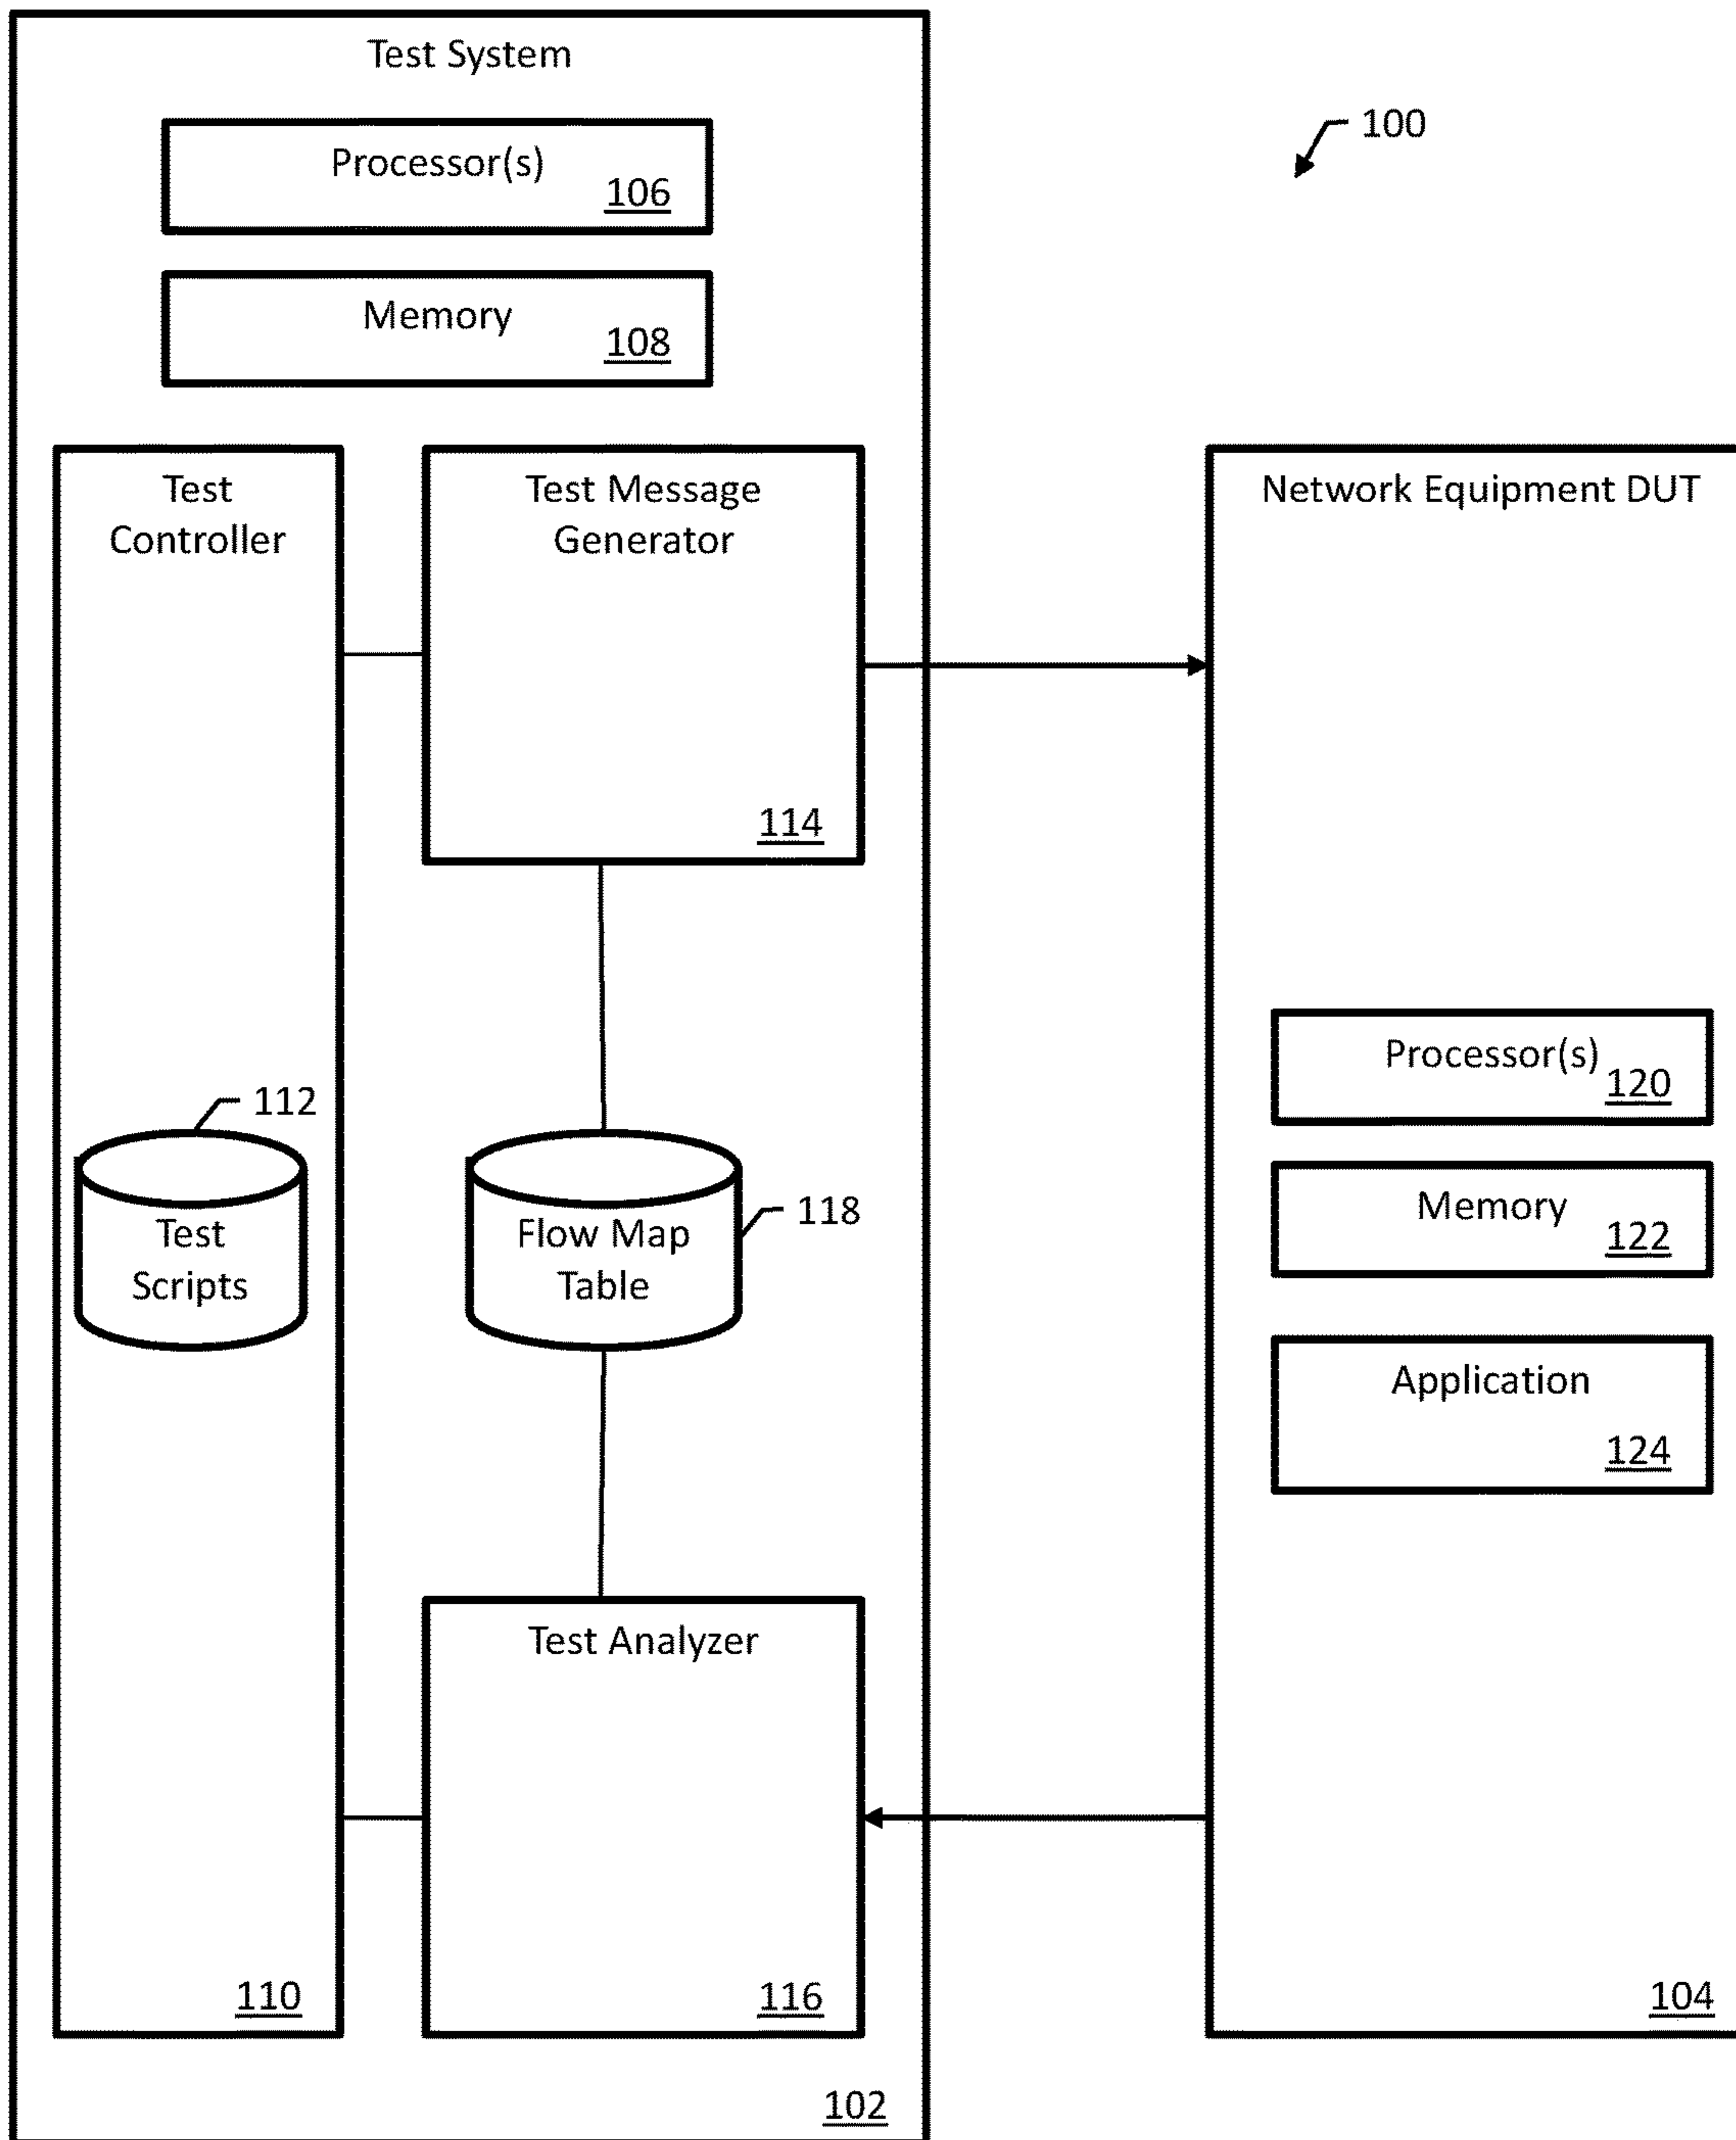 Test System
100
Processor(s)
106
Memory
108
Test
Controller
Test Message
Generator
Network Equipment DUT
114
Processor(s)
120
112
Memory
122
118
Test
Scripts
Flow Map
Table
Application
124
Test Analyzer
110
116
104
102